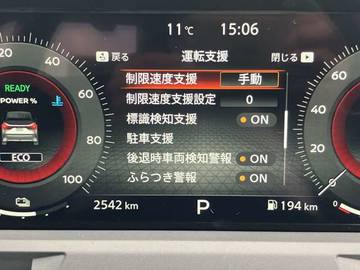 11℃ 15:06
戻る 運転支援 閉じる
制限速度支援 手動
制限速度支援設定 0
標識検知支援 ON
駐車支援
後退時車両検知警報 ON
ふらつき警報 ON
20
READY
POWER %
60
80
ECO
100
2542 km P 194 km
0